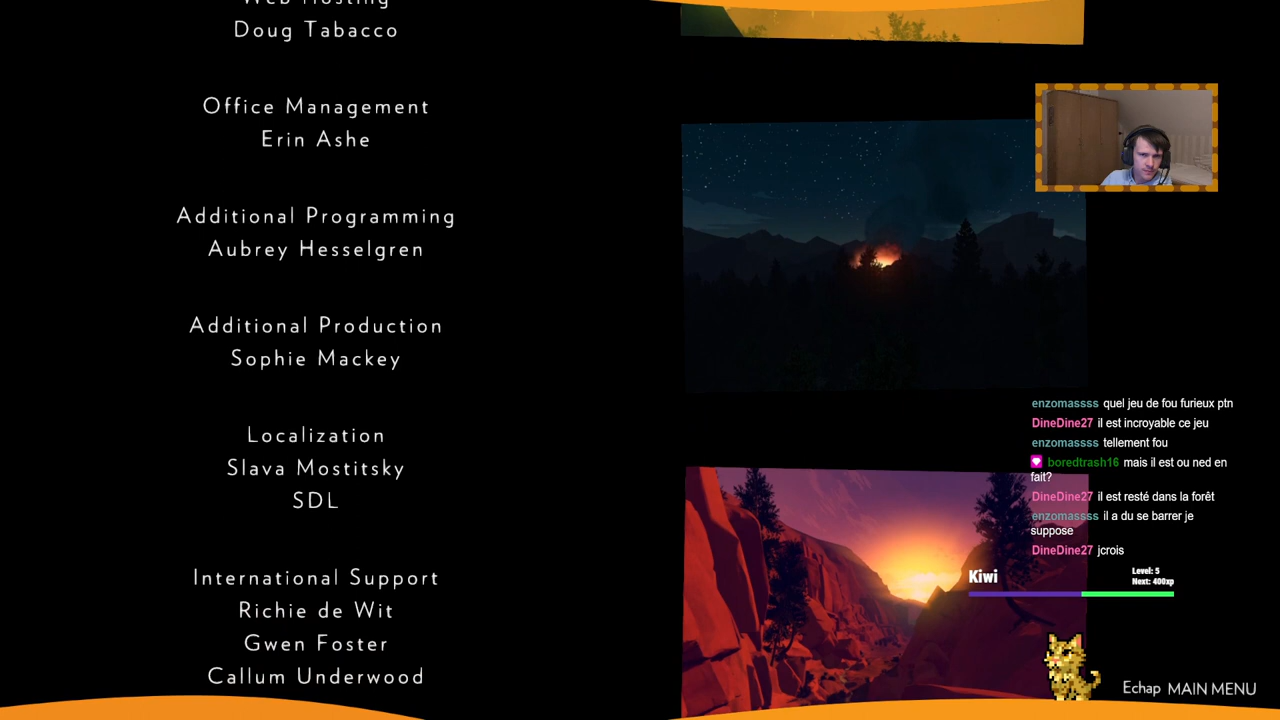 Web Hosting
Doug Tabacco
Office Management
Erin Ashe
Additional Programming
Aubrey Hesselgren
Additional Production
Sophie Mackey
Localization
Slava Mostitsky
SDL
International Support
Richie de Wit
Gwen Foster
Callum Underwood
enzomassss quel jeu de fou furieux ptn
DineDine27 il est incroyable ce jeu
enzomassss tellement fou
boredtrash16 mais il est ou ned en
fait?
DineDine27 il est resté dans la forêt
enzomassss il a du se barrer je
suppose
DineDine27 jcrois
Kiwi
Level: 5
Next: 400xp
Echap MAIN MENU